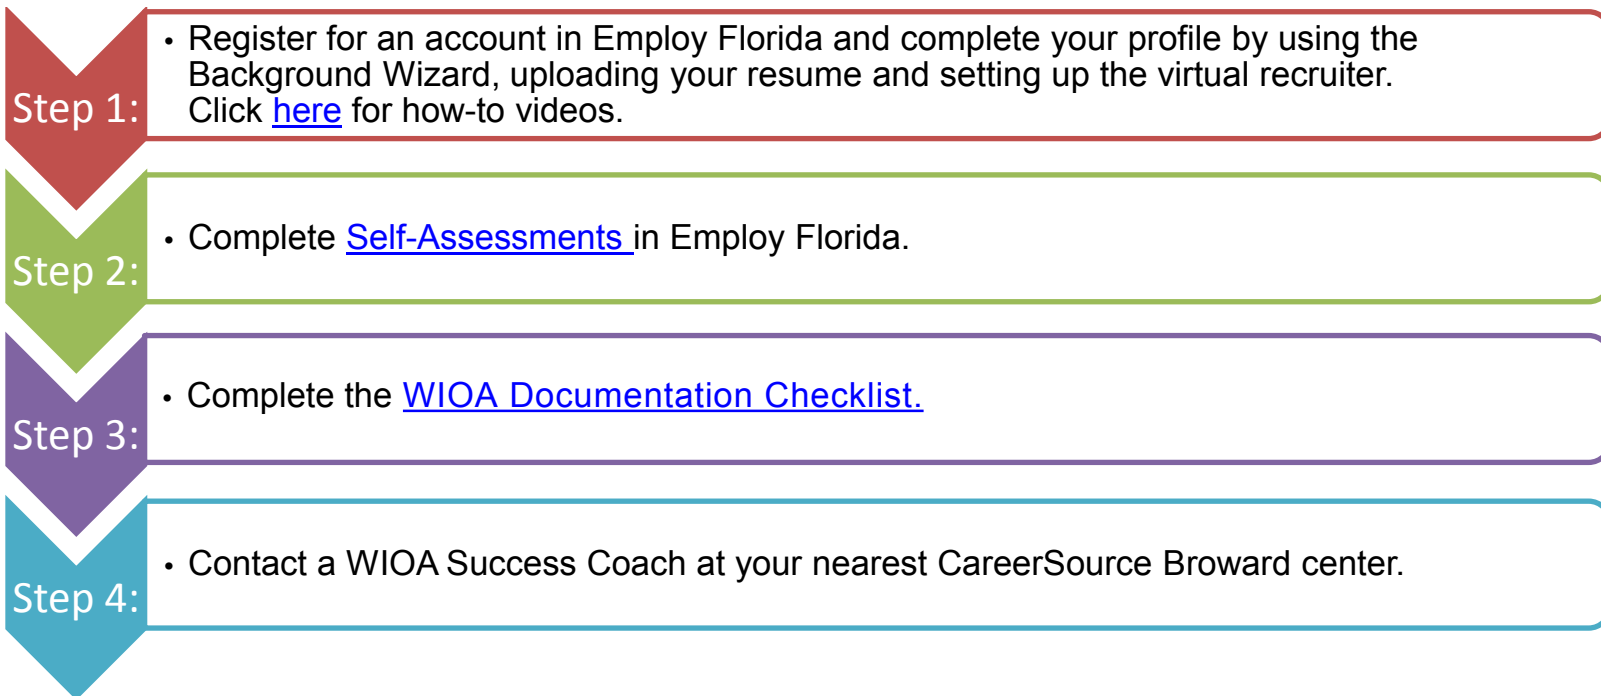 Step 1:
• Register for an account in Employ Florida and complete your profile by using the
Background Wizard, uploading your resume and setting up the virtual recruiter.
Click here for how-to videos.
Step 2:
• Complete Self-Assessments in Employ Florida.
Step 3:
• Complete the WIOA Documentation Checklist.
Step 4:
• Contact a WIOA Success Coach at your nearest CareerSource Broward center.